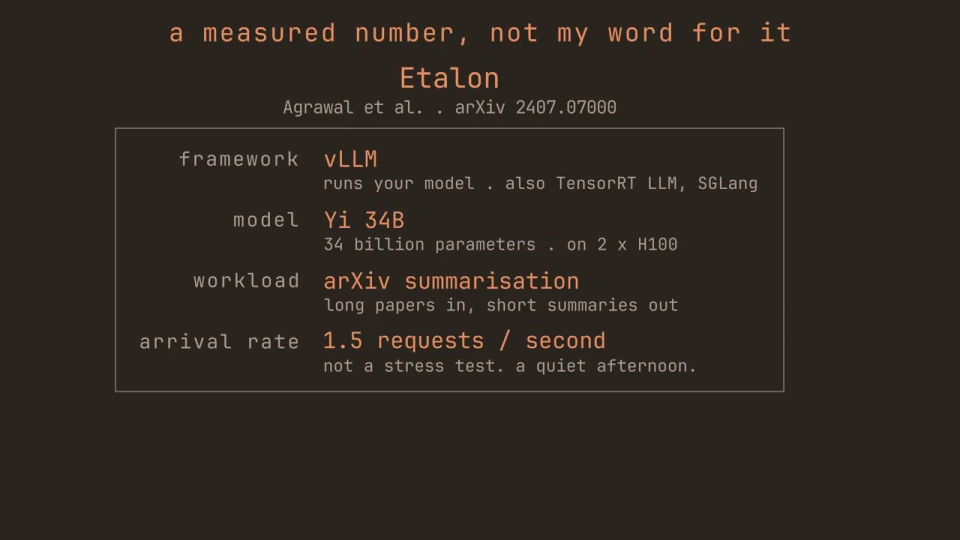 a measured number, not my word for it
Etalon
Agrawal et al. . arXiv 2407.07000
framework vLLM
runs your model . also TensorRT LLM, SGLang
model Yi 34B
34 billion parameters . on 2 x H100
workload arXiv summarisation
long papers in, short summaries out
arrival rate 1.5 requests / second
not a stress test. a quiet afternoon.